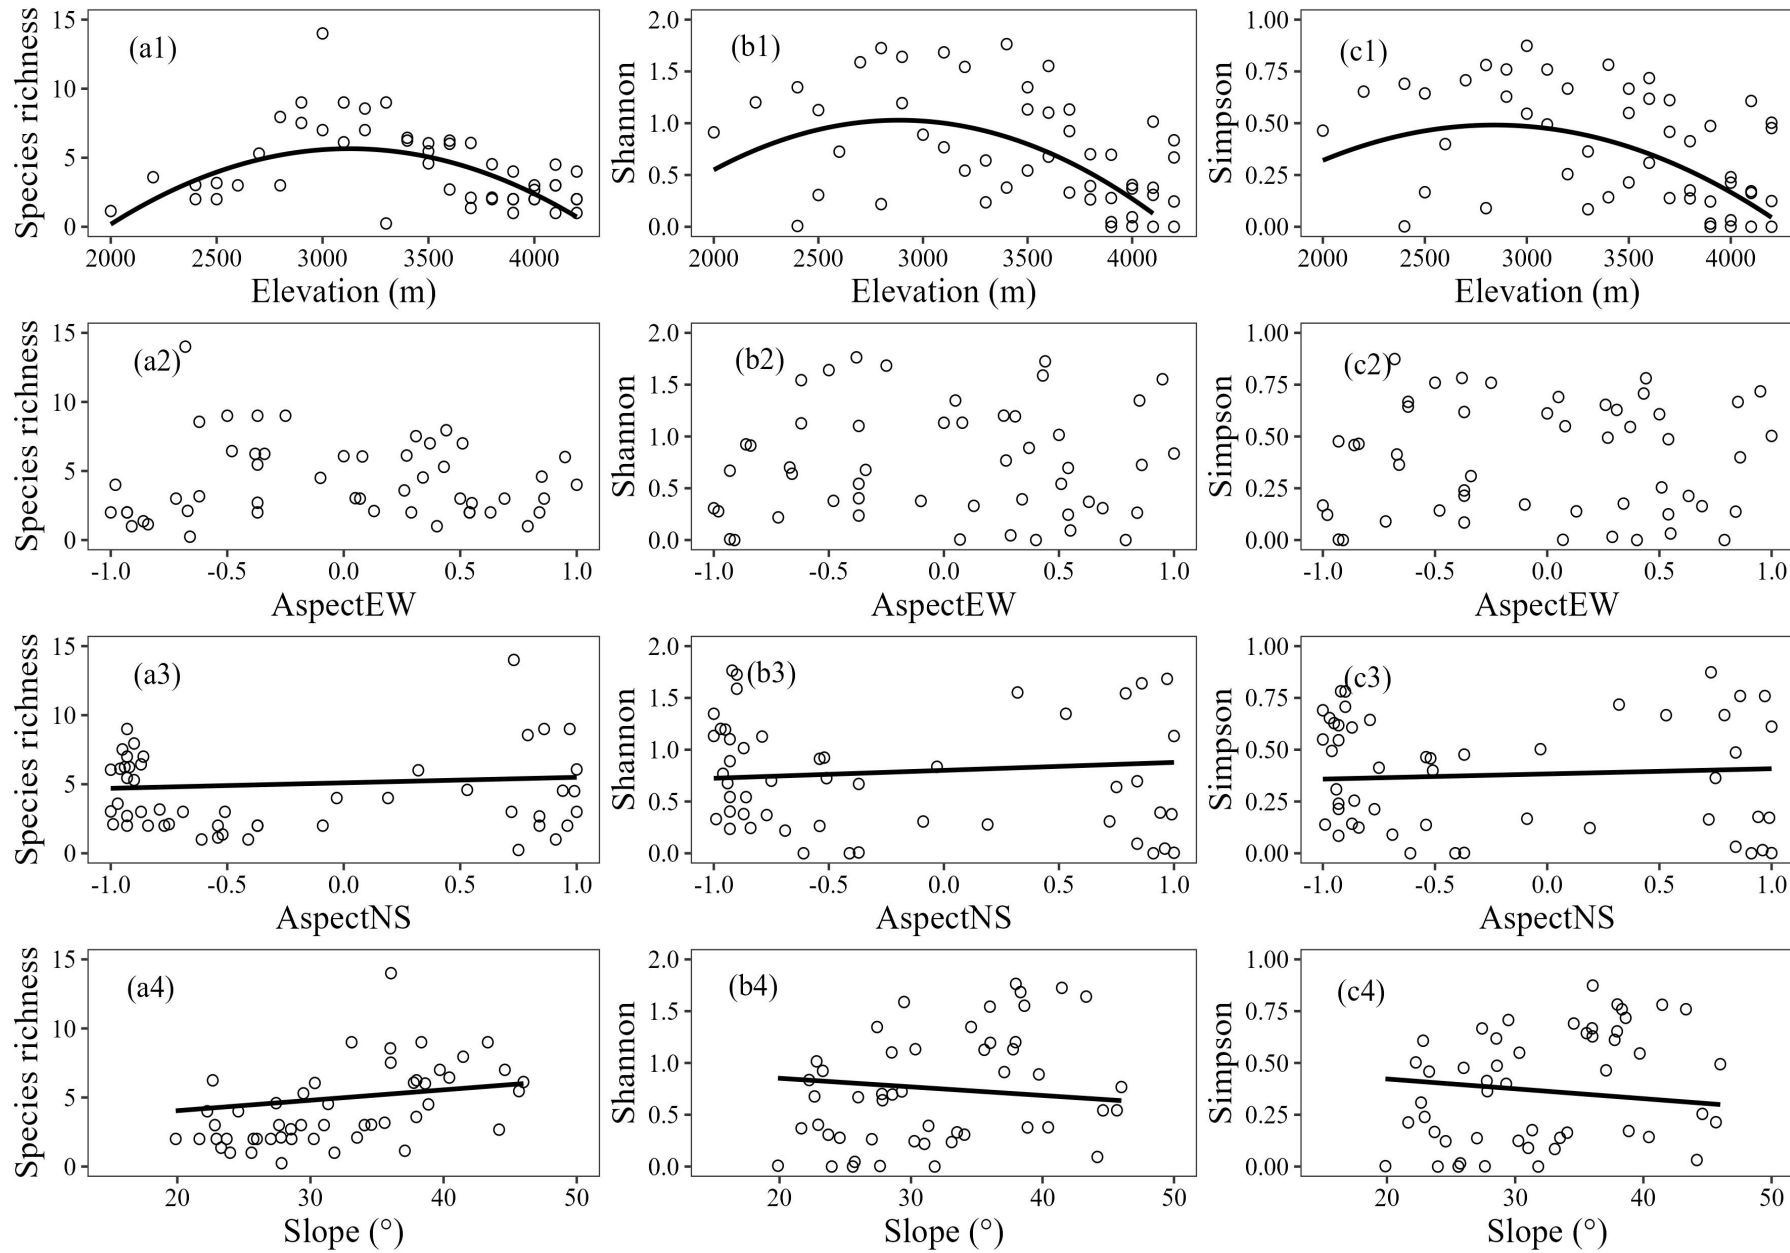 Species richness
15
10
5
0
(a1)
2000 2500 3000 3500 4000
Elevation (m)
Shannon
2.0
1.5
1.0
0.5
0.0
(b1)
2000 2500 3000 3500 4000
Elevation (m)
Simpson
1.00
0.75
0.50
0.25
0.00
(c1)
2000 2500 3000 3500 4000
Elevation (m)
Species richness
15
10
5
0
(a2)
-1.0 -0.5 0.0 0.5 1.0
AspectEW
Shannon
2.0
1.5
1.0
0.5
0.0
(b2)
-1.0 -0.5 0.0 0.5 1.0
AspectEW
Simpson
1.00
0.75
0.50
0.25
0.00
(c2)
-1.0 -0.5 0.0 0.5 1.0
AspectEW
Species richness
15
10
5
0
(a3)
-1.0 -0.5 0.0 0.5 1.0
AspectNS
Shannon
2.0
1.5
1.0
0.5
0.0
(b3)
-1.0 -0.5 0.0 0.5 1.0
AspectNS
Simpson
1.00
0.75
0.50
0.25
0.00
(c3)
-1.0 -0.5 0.0 0.5 1.0
AspectNS
Species richness
15
10
5
0
(a4)
20 30 40 50
Slope (°)
Shannon
2.0
1.5
1.0
0.5
0.0
(b4)
20 30 40 50
Slope (°)
Simpson
1.00
0.75
0.50
0.25
0.00
(c4)
20 30 40 50
Slope (°)